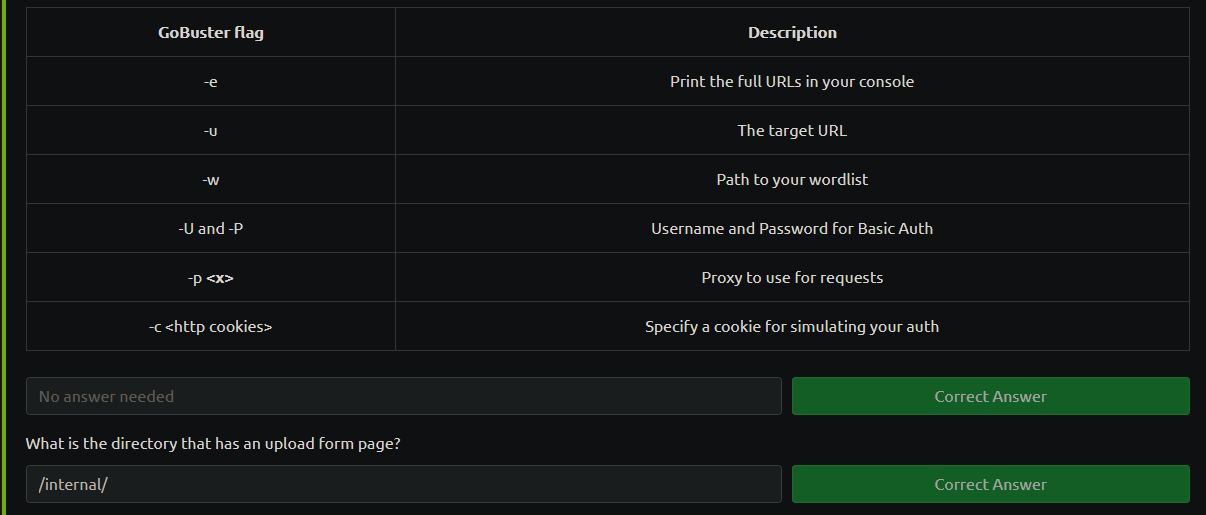 GoBuster flag Description
-e Print the full URLs in your console
-u The target URL
-w Path to your wordlist
-U and -P Username and Password for Basic Auth
-p <x> Proxy to use for requests
-c <http cookies> Specify a cookie for simulating your auth
No answer needed Correct Answer
What is the directory that has an upload form page?
/internal/ Correct Answer